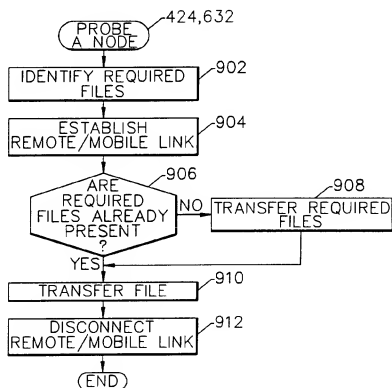 PROBE
A NODE
424,632
IDENTIFY REQUIRED
FILES
902
ESTABLISH
REMOTE/MOBILE LINK
904
ARE
REQUIRED
FILES ALREADY
PRESENT
?
906
NO
TRANSFER REQUIRED
FILES
908
YES
TRANSFER FILE
910
DISCONNECT
REMOTE/MOBILE LINK
912
END